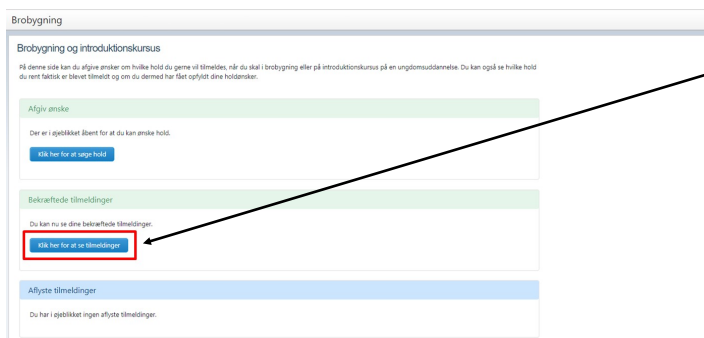 Brobygning
Brobygning og introduktionskursus
På denne side kan du afgive ønsker om hvilke hold du gerne vil tilmeldes, når du skal i brobygning eller på introduktionskursus på en ungdomsuddannelse. Du kan også se hvilke hold
du rent faktisk er blevet tilmeldt og om du dermed har fået opfyldt dine holdønsker.
Afgiv ønske
Der er i øjeblikket åbent for at du kan ønske hold.
Klik her for at søge hold
Bekræftede tilmeldinger
Du kan nu se dine bekræftede tilmeldinger.
Klik her for at se tilmeldinger
Aflyste tilmeldinger
Du har i øjeblikket ingen aflyste tilmeldinger.